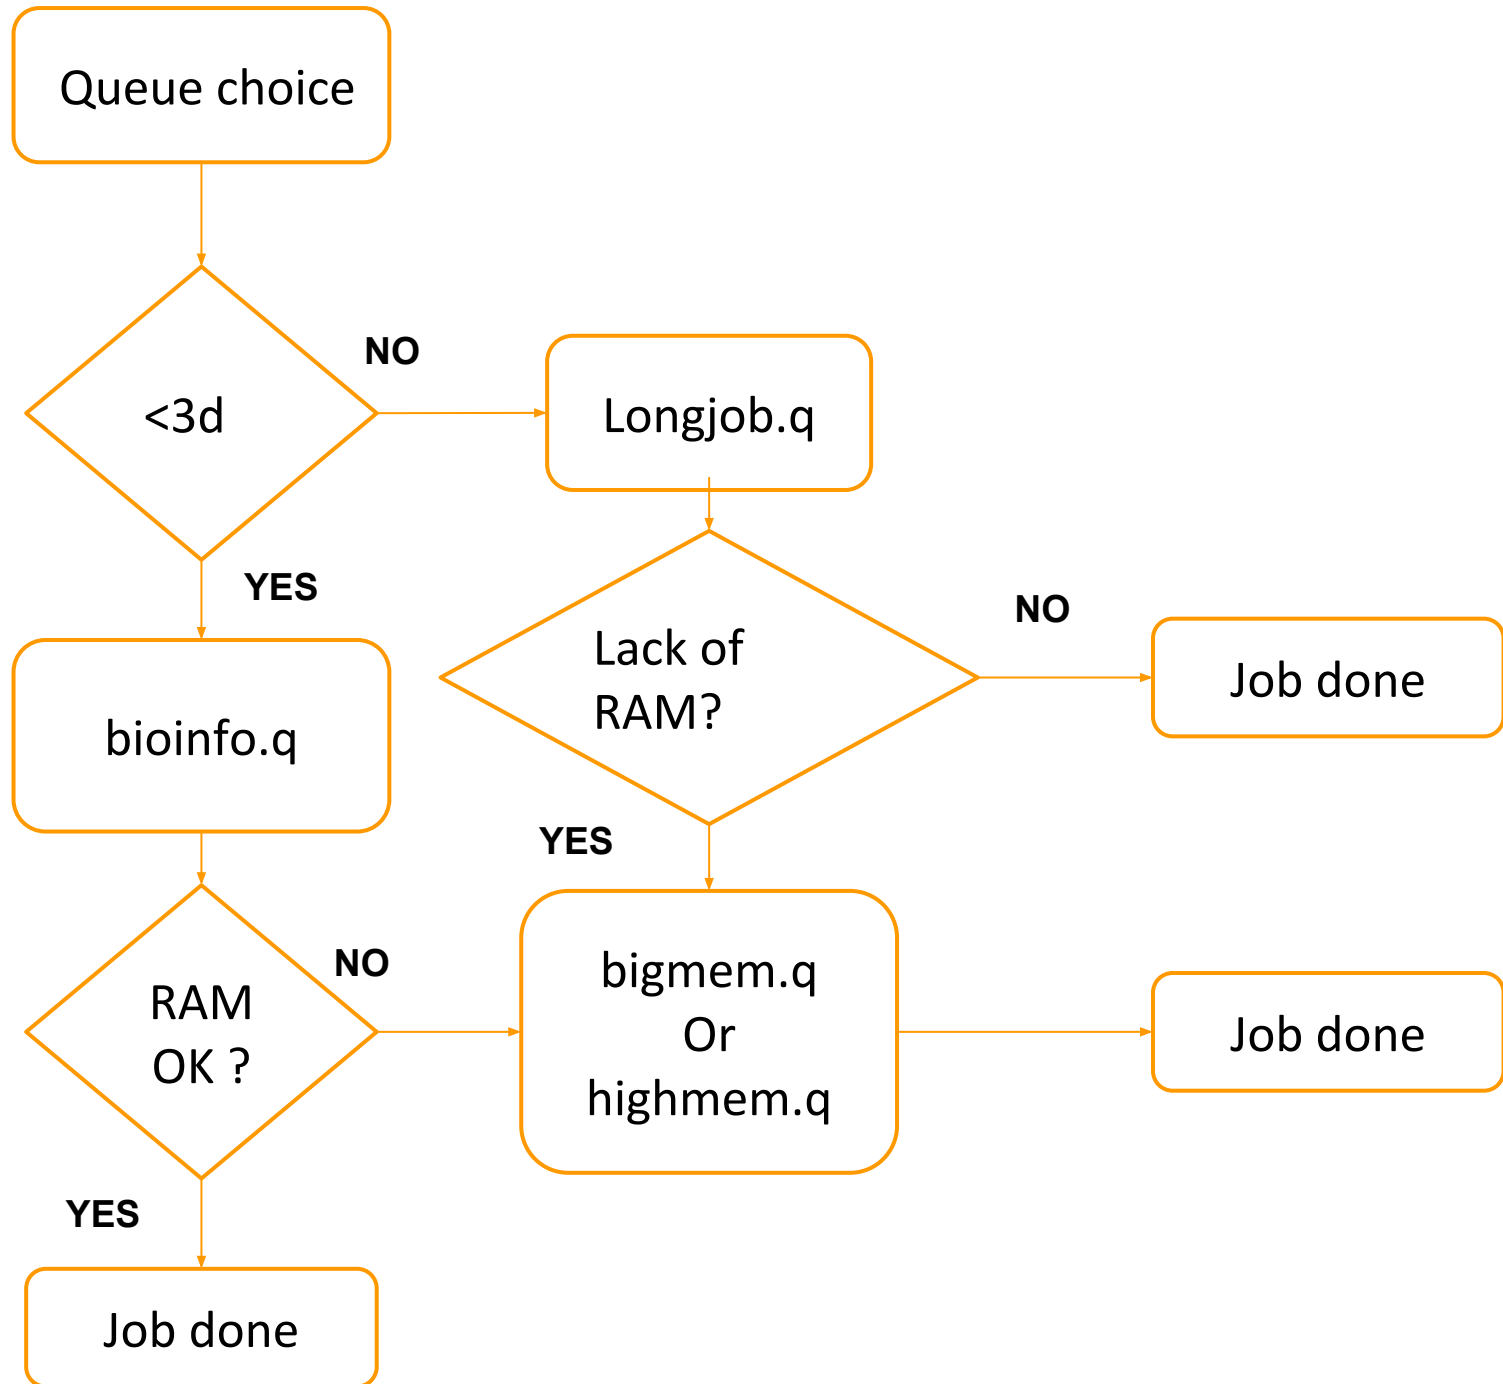 Queue choice
<3d
NO
Longjob.q
YES
bioinfo.q
Lack of
RAM?
NO
Job done
YES
RAM
OK ?
NO
bigmem.q
Or
highmem.q
Job done
YES
Job done